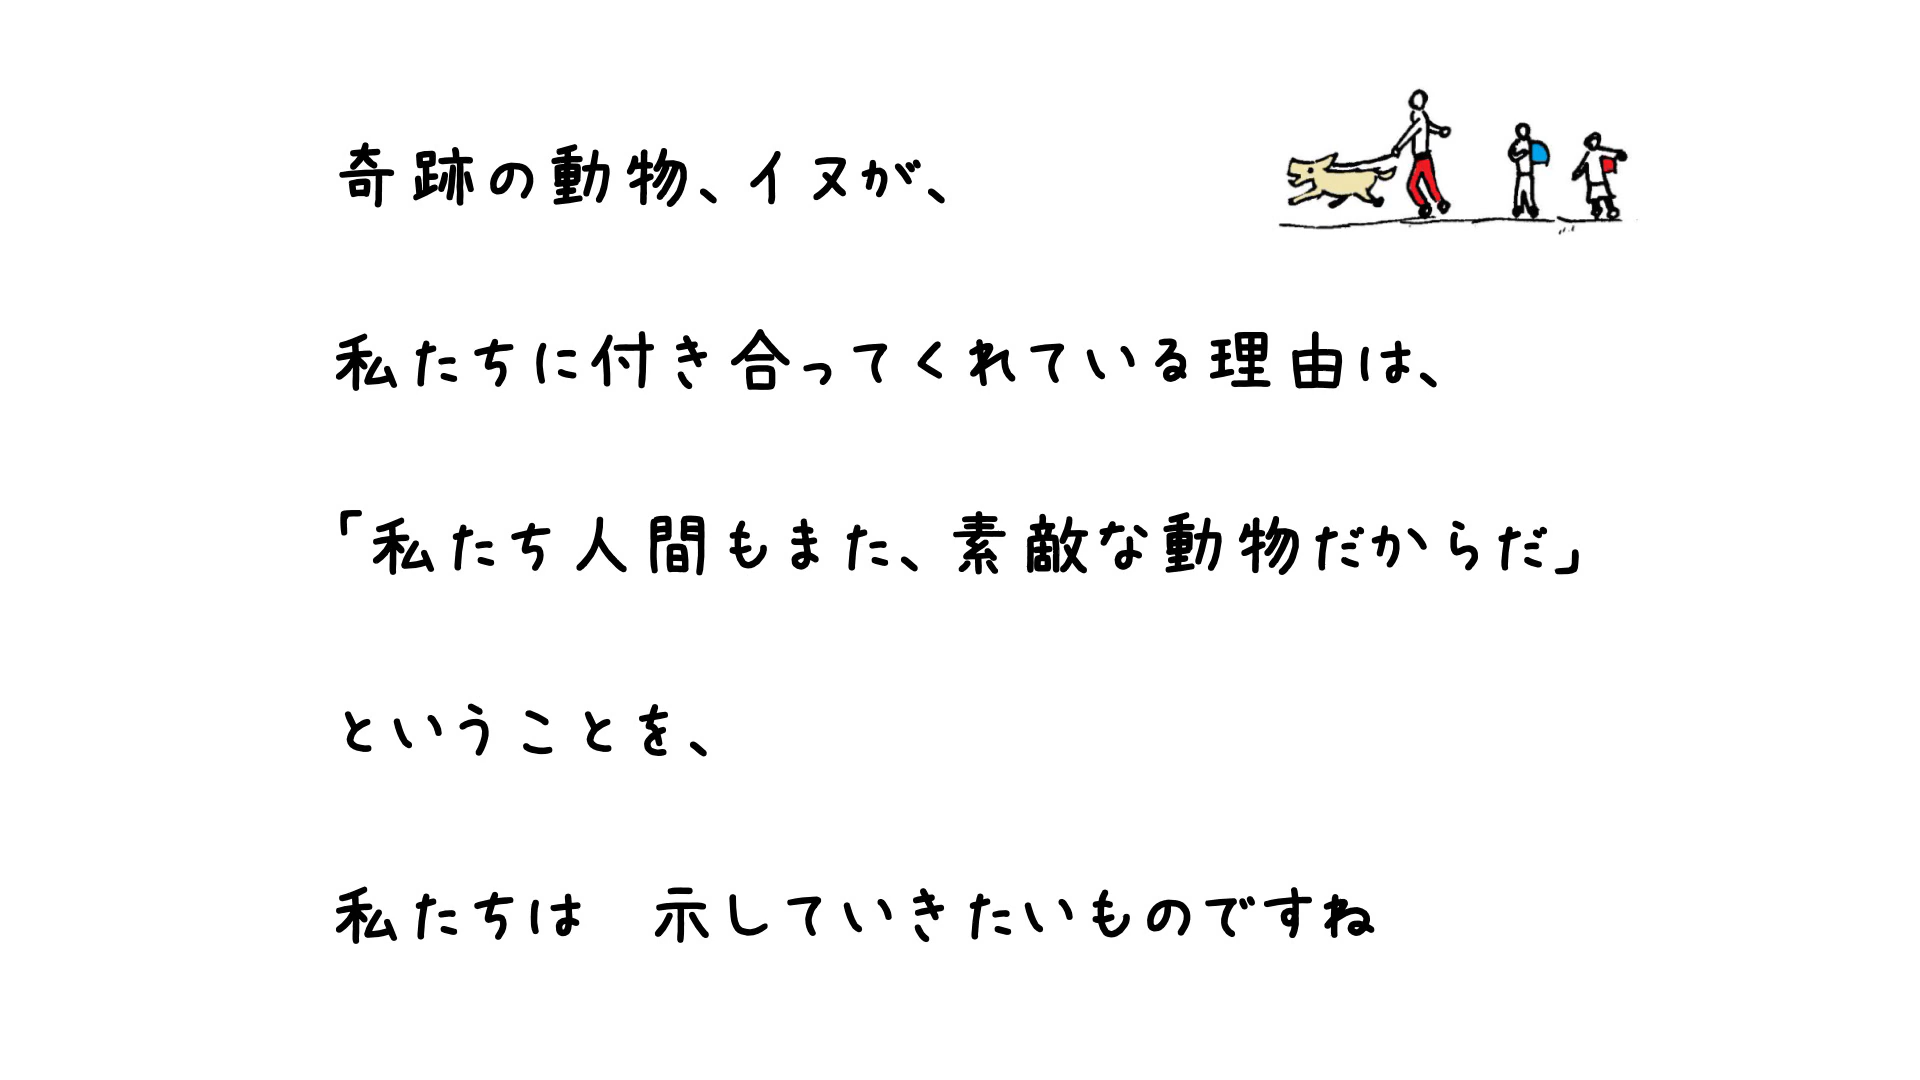 奇跡の動物、イヌが、
私たちに付き合ってくれている理由は、
「私たち人間もまた、素敵な動物だからだ」
ということを、
私たちは　示していきたいものですね